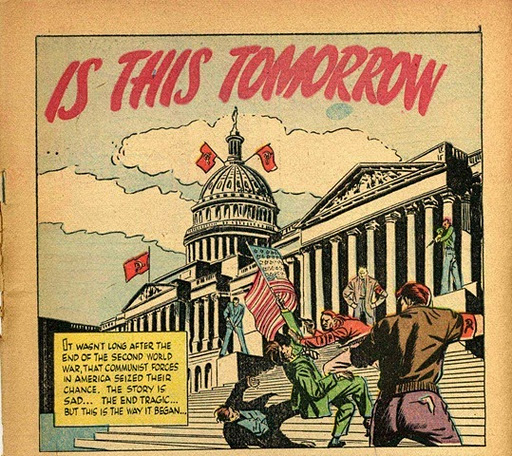 IS THIS TOMORROW
IT WASN'T LONG AFTER THE
END OF THE SECOND WORLD
WAR, THAT COMMUNIST FORCES
IN AMERICA SEIZED THEIR
CHANCE. THE STORY IS
SAD... THE END TRAGIC...
BUT THIS IS THE WAY IT BEGAN...